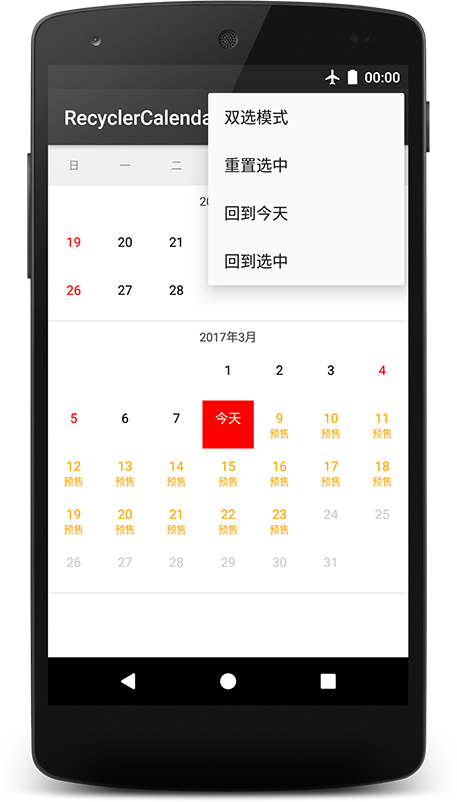 00:00
RecyclerCalenda
双选模式
重置选中
回到今天
回到选中
日 一 二
20
19 20 21
26 27 28
2017年3月
1 2 3 4
5 6 7 今天 9 10 11
预售 预售 预售
12 13 14 15 16 17 18
预售 预售 预售 预售 预售 预售 预售
19 20 21 22 23 24 25
预售 预售 预售 预售 预售
26 27 28 29 30 31